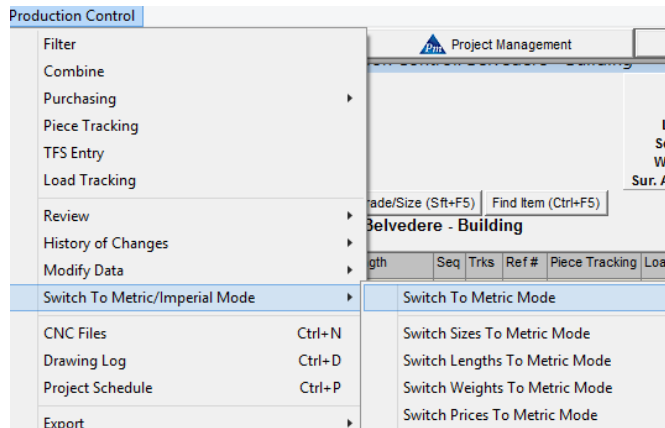 Production Control
Filter
Combine
Purchasing
Piece Tracking
TFS Entry
Load Tracking
Review
History of Changes
Modify Data
Switch To Metric/Imperial Mode
CNC Files Ctrl+N
Drawing Log Ctrl+D
Project Schedule Ctrl+P
Export
Pm Project Management
Sur. A
rade/Size (Sft+F5) Find Item (Ctrl+F5)
Belvedere - Building
gth Seq Trks Ref # Piece Tracking Loa
Switch To Metric Mode
Switch Sizes To Metric Mode
Switch Lengths To Metric Mode
Switch Weights To Metric Mode
Switch Prices To Metric Mode